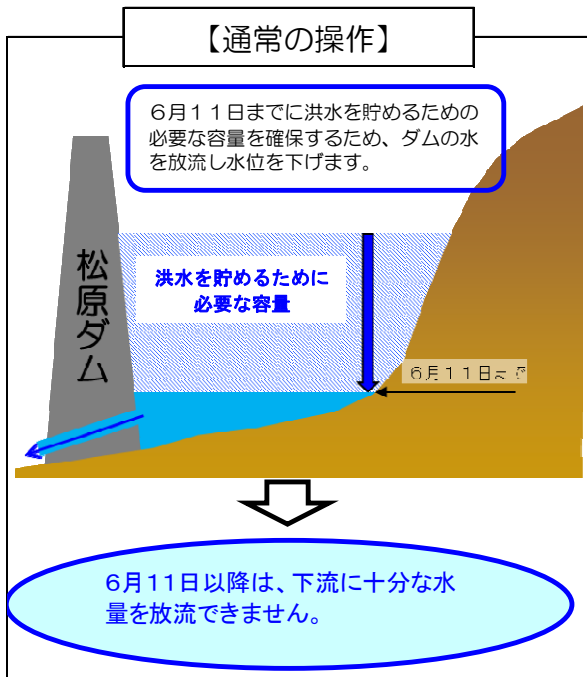 【通常の操作】
6月11日までに洪水を貯めるための
必要な容量を確保するため、ダムの水
を放流し水位を下げます。
松原ダム
洪水を貯めるために
必要な容量
6月11日
6月11日以降は、下流に十分な水
量を放流できません。